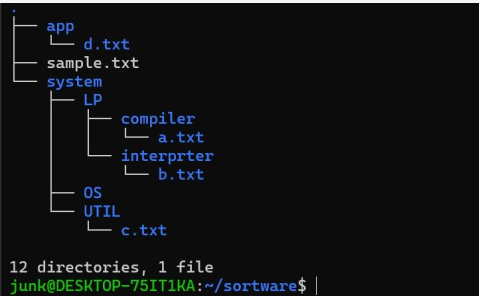 .
├── app
│   └── d.txt
├── sample.txt
└── system
    ├── LP
    │   ├── compiler
    │   │   └── a.txt
    │   └── interprter
    │       └── b.txt
    ├── OS
    └── UTIL
        └── c.txt
12 directories, 1 file
junk@DESKTOP-75IT1KA:~/sortware$